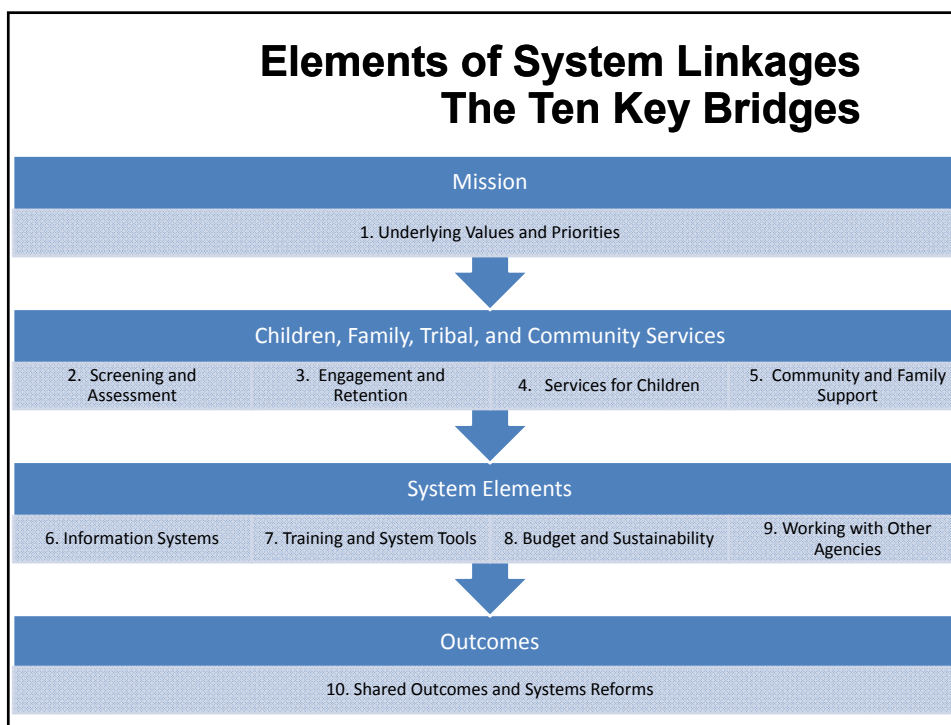 Elements of System Linkages
The Ten Key Bridges
Mission
1. Underlying Values and Priorities
Children, Family, Tribal, and Community Services
2. Screening and
Assessment
3. Engagement and
Retention
4. Services for Children
5. Community and Family
Support
System Elements
6. Information Systems
7. Training and System Tools
8. Budget and Sustainability
9. Working with Other
Agencies
Outcomes
10. Shared Outcomes and Systems Reforms